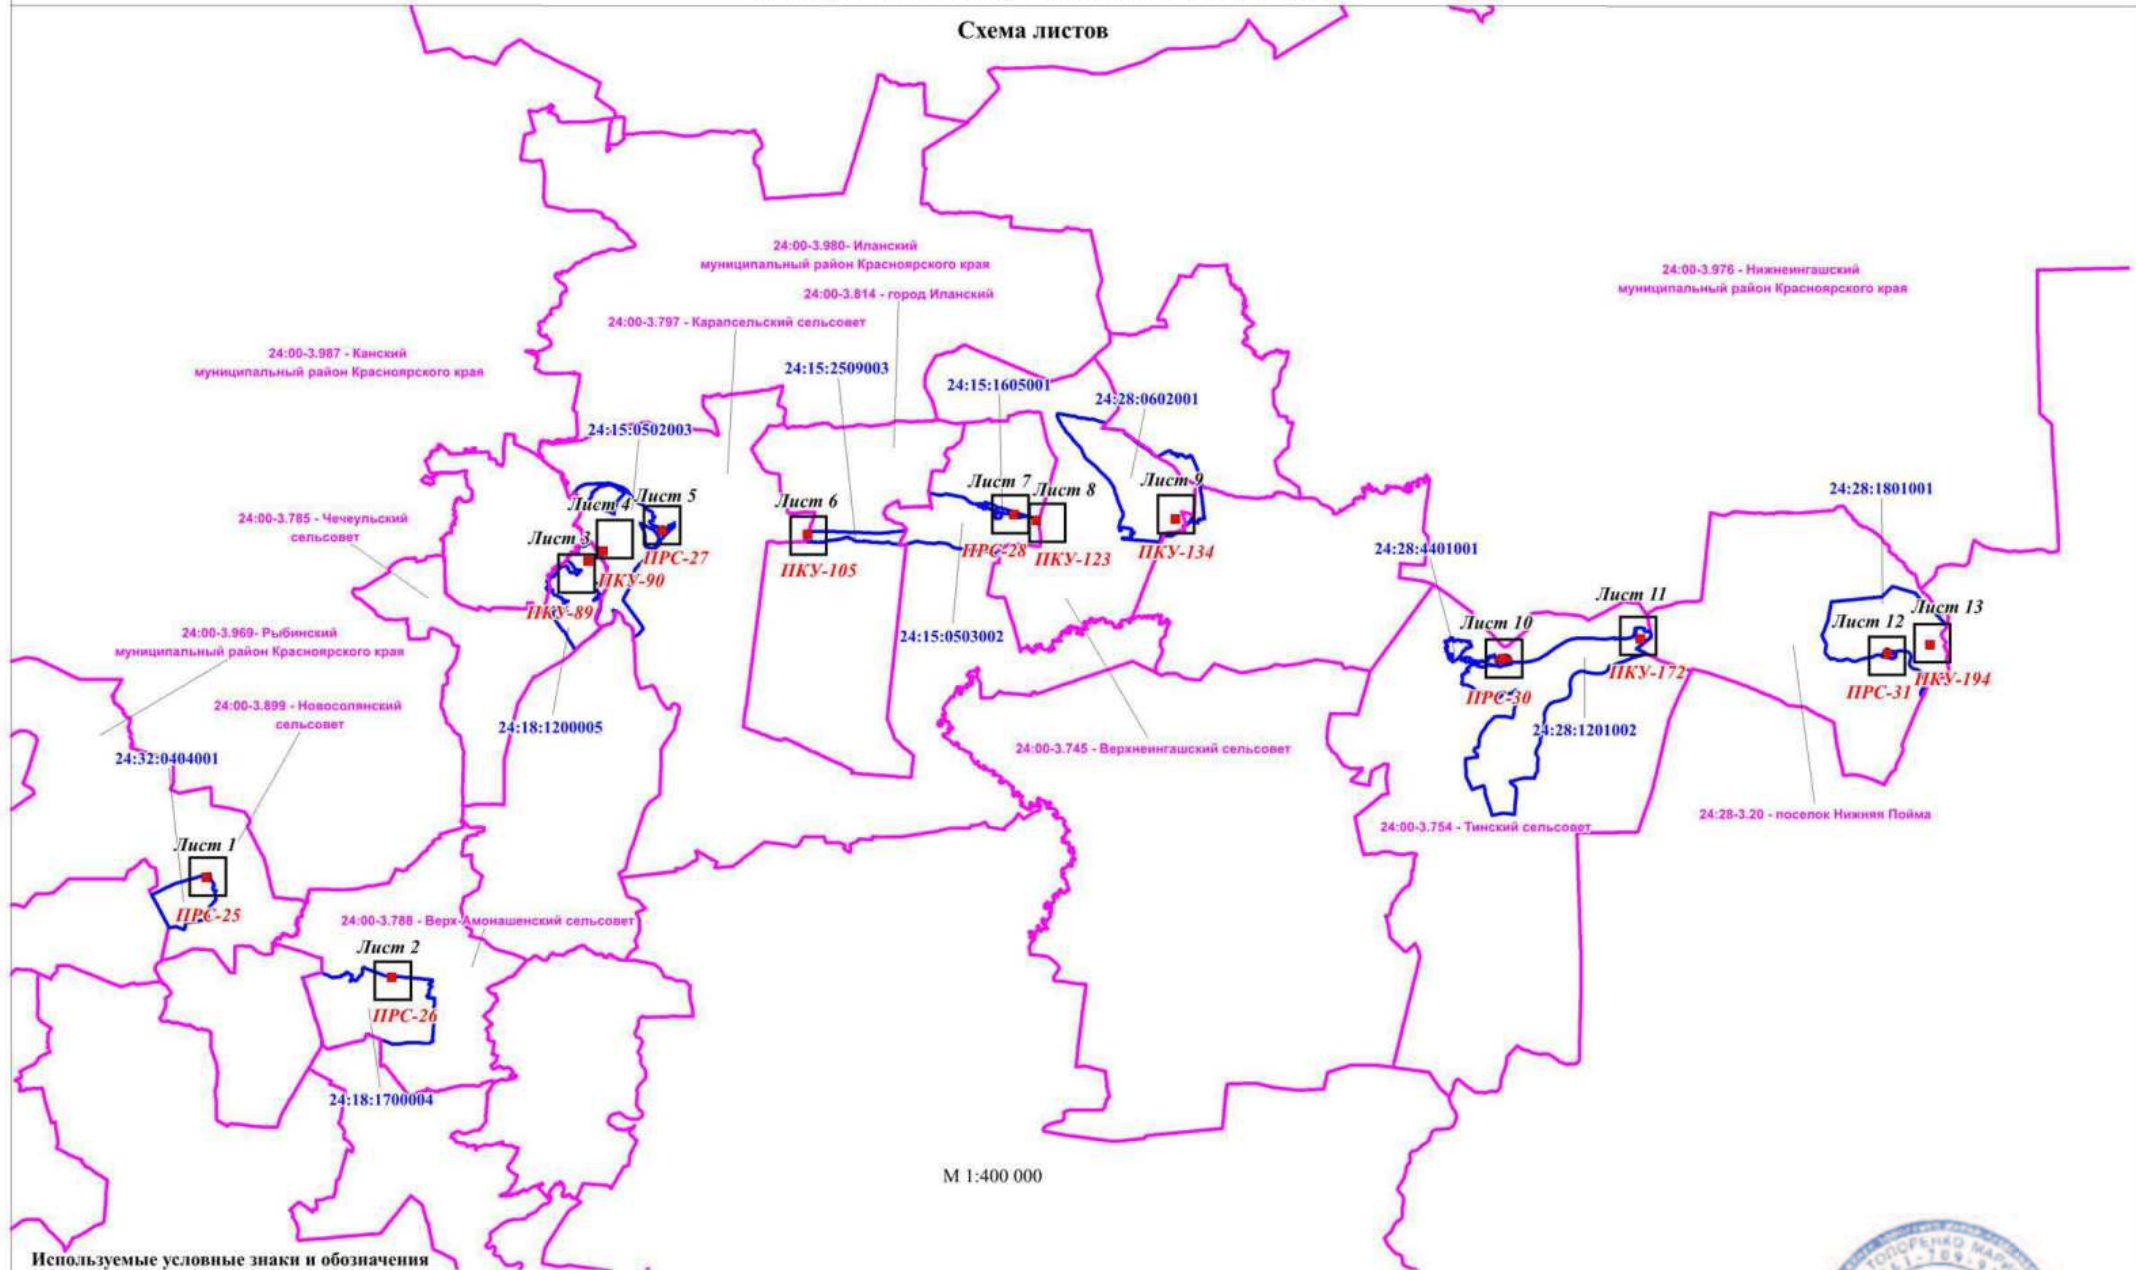 Схема листов
24:00-3.980- Иланский
муниципальный район Красноярского края
24:00-3.976 - Нижнеингашский
муниципальный район Красноярского края
24:00-3.814 - город Иланский
24:00-3.797 - Карапсельский сельсовет
24:00-3.987 - Канский
муниципальный район Красноярского края
24:15:2509003
24:15:1605001
24:28:0602001
24:15:0502003
Лист 7
Лист 8
Лист 9
24:28:1801001
Лист 4
Лист 5
Лист 6
24:00-3.785 - Чечеульский
сельсовет
Лист 3
ПРС-27
ПКУ-105
ПРС-28
ПКУ-123
ПКУ-134
24:28:4401001
ПКУ-90
ПКУ-89
Лист 11
Лист 13
Лист 10
Лист 12
24:00-3.969- Рыбинский
муниципальный район Красноярского края
24:15:0503002
ПКУ-172
ПКУ-194
ПРС-30
ПРС-31
24:00-3.899 - Новосолянский
сельсовет
24:18:1200005
24:28:1201002
24:00-3.745 - Верхнеингашский сельсовет
24:32:0404001
24:00-3.754 - Тинский сельсовет
24:28-3.20 - поселок Нижняя Пойма
Лист 1
ПРС-25
24:00-3.788 - Верх-Амонашенский сельсовет
Лист 2
ПРС-26
24:18:1700004
М 1:400 000
Используемые условные знаки и обозначения